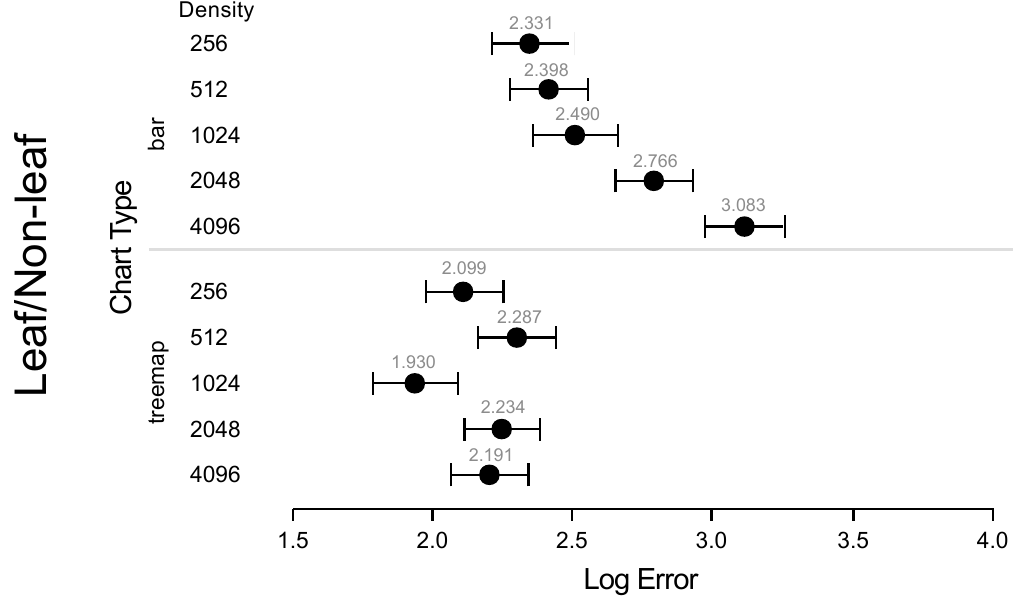 Density
2.331
256
2.398
512
2.490
1024
2.766
2048
3.083
4096
bar
Leaf/Non-leaf
Chart Type
2.099
256
2.287
512
1.930
1024
2.234
2048
2.191
4096
treemap
1.5 2.0 2.5 3.0 3.5 4.0
Log Error